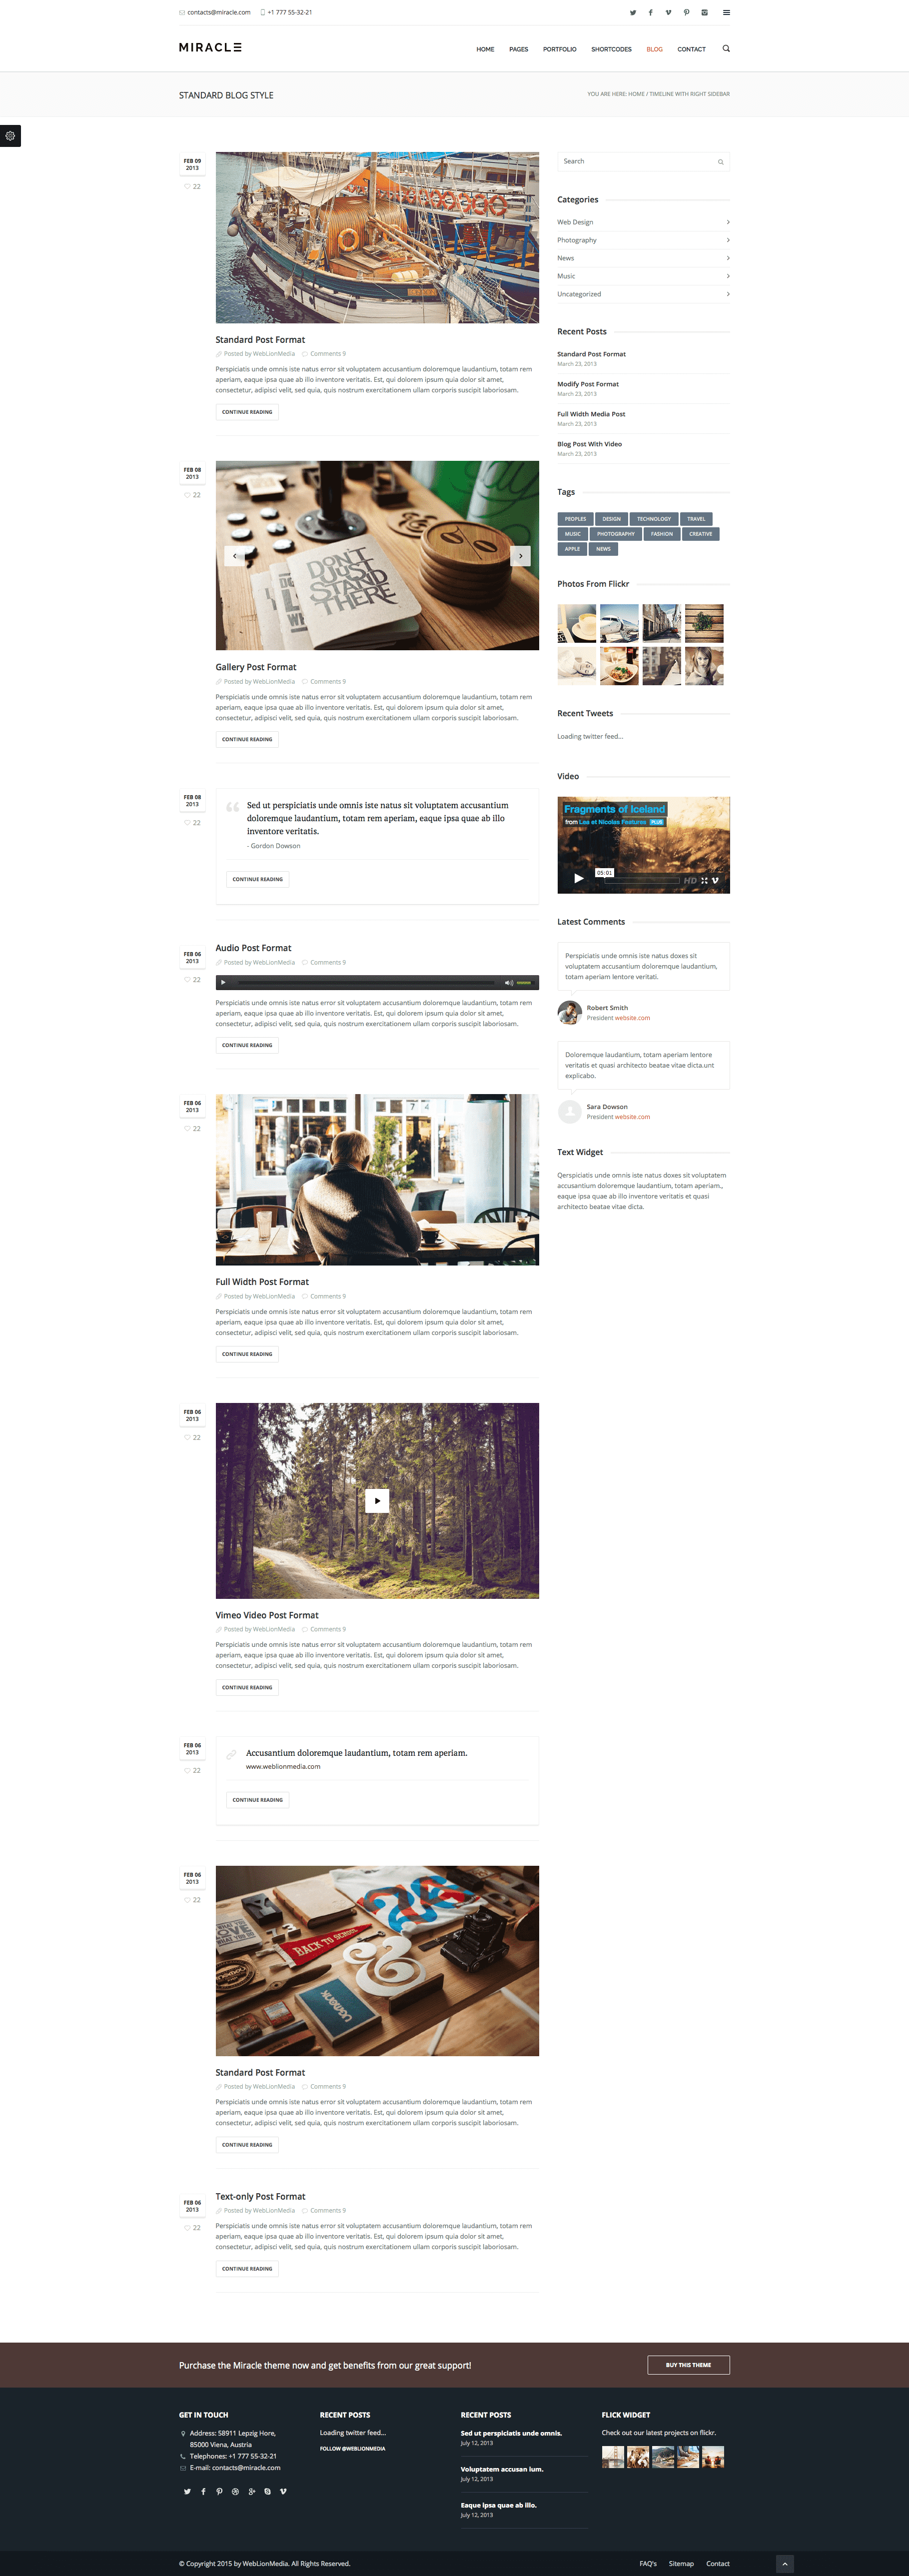 contacts@miracle.com +1 777 55-32-21
MIRACLE
HOME PAGES PORTFOLIO SHORTCODES BLOG CONTACT
STANDARD BLOG STYLE
YOU ARE HERE: HOME / TIMELINE WITH RIGHT SIDEBAR
FEB 09
2013
22
Standard Post Format
Posted by WebLionMedia Comments 9
Perspiciatis unde omnis iste natus error sit voluptatem accusantium doloremque laudantium, totam rem
aperiam, eaque ipsa quae ab illo inventore veritatis. Est, qui dolorem ipsum quia dolor sit amet,
consectetur, adipisci velit, sed quia, quis nostrum exercitationem ullam corporis suscipit laboriosam.
CONTINUE READING
FEB 08
2013
22
DON'T
JUST
STAND
THERE
Gallery Post Format
Posted by WebLionMedia Comments 9
Perspiciatis unde omnis iste natus error sit voluptatem accusantium doloremque laudantium, totam rem
aperiam, eaque ipsa quae ab illo inventore veritatis. Est, qui dolorem ipsum quia dolor sit amet,
consectetur, adipisci velit, sed quia, quis nostrum exercitationem ullam corporis suscipit laboriosam.
CONTINUE READING
FEB 08
2013
22
Sed ut perspiciatis unde omnis iste natus sit voluptatem accusantium
doloremque laudantium, totam rem aperiam, eaque ipsa quae ab illo
inventore veritatis.
- Gordon Dowson
CONTINUE READING
FEB 06
2013
22
Audio Post Format
Posted by WebLionMedia Comments 9
Perspiciatis unde omnis iste natus error sit voluptatem accusantium doloremque laudantium, totam rem
aperiam, eaque ipsa quae ab illo inventore veritatis. Est, qui dolorem ipsum quia dolor sit amet,
consectetur, adipisci velit, sed quia, quis nostrum exercitationem ullam corporis suscipit laboriosam.
CONTINUE READING
FEB 06
2013
22
7 4
Full Width Post Format
Posted by WebLionMedia Comments 9
Perspiciatis unde omnis iste natus error sit voluptatem accusantium doloremque laudantium, totam rem
aperiam, eaque ipsa quae ab illo inventore veritatis. Est, qui dolorem ipsum quia dolor sit amet,
consectetur, adipisci velit, sed quia, quis nostrum exercitationem ullam corporis suscipit laboriosam.
CONTINUE READING
FEB 06
2013
22
Vimeo Video Post Format
Posted by WebLionMedia Comments 9
Perspiciatis unde omnis iste natus error sit voluptatem accusantium doloremque laudantium, totam rem
aperiam, eaque ipsa quae ab illo inventore veritatis. Est, qui dolorem ipsum quia dolor sit amet,
consectetur, adipisci velit, sed quia, quis nostrum exercitationem ullam corporis suscipit laboriosam.
CONTINUE READING
FEB 06
2013
22
Accusantium doloremque laudantium, totam rem aperiam.
www.weblionmedia.com
CONTINUE READING
FEB 06
2013
22
BACK TO SCHOOL
UGMONK
Standard Post Format
Posted by WebLionMedia Comments 9
Perspiciatis unde omnis iste natus error sit voluptatem accusantium doloremque laudantium, totam rem
aperiam, eaque ipsa quae ab illo inventore veritatis. Est, qui dolorem ipsum quia dolor sit amet,
consectetur, adipisci velit, sed quia, quis nostrum exercitationem ullam corporis suscipit laboriosam.
CONTINUE READING
FEB 06
2013
22
Text-only Post Format
Posted by WebLionMedia Comments 9
Perspiciatis unde omnis iste natus error sit voluptatem accusantium doloremque laudantium, totam rem
aperiam, eaque ipsa quae ab illo inventore veritatis. Est, qui dolorem ipsum quia dolor sit amet,
consectetur, adipisci velit, sed quia, quis nostrum exercitationem ullam corporis suscipit laboriosam.
CONTINUE READING
Search
Categories
Web Design
Photography
News
Music
Uncategorized
Recent Posts
Standard Post Format
March 23, 2013
Modify Post Format
March 23, 2013
Full Width Media Post
March 23, 2013
Blog Post With Video
March 23, 2013
Tags
PEOPLES DESIGN TECHNOLOGY TRAVEL
MUSIC PHOTOGRAPHY FASHION CREATIVE
APPLE NEWS
Photos From Flickr
Recent Tweets
Loading twitter feed...
Video
Fragments of Iceland
from Lea et Nicolas Features PLUS
05:01
HD
Latest Comments
Perspiciatis unde omnis iste natus doxes sit
voluptatem accusantium doloremque laudantium,
totam aperiam lentore veritati.
Robert Smith
President website.com
Doloremque laudantium, totam aperiam lentore
veritatis et quasi architecto beatae vitae dicta.unt
explicabo.
Sara Dowson
President website.com
Text Widget
Qerspiciatis unde omnis iste natus doxes sit voluptatem
accusantium doloremque laudantium, totam aperiam.,
eaque ipsa quae ab illo inventore veritatis et quasi
architecto beatae vitae dicta.
Purchase the Miracle theme now and get benefits from our great support!
BUY THIS THEME
GET IN TOUCH
Address: 58911 Lepzig Hore,
85000 Viena, Austria
Telephones: +1 777 55-32-21
E-mail: contacts@miracle.com
RECENT POSTS
Loading twitter feed...
FOLLOW @WEBLIONMEDIA
RECENT POSTS
Sed ut perspiciatis unde omnis.
July 12, 2013
Voluptatem accusan ium.
July 12, 2013
Eaque ipsa quae ab illo.
July 12, 2013
FLICK WIDGET
Check out our latest projects on flickr.
© Copyright 2015 by WebLionMedia. All Rights Reserved.
FAQ's Sitemap Contact